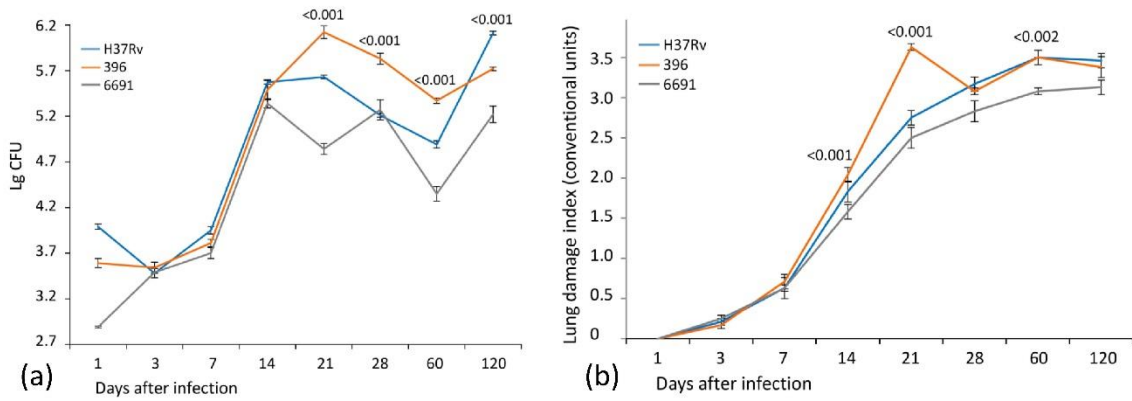 6.2
5.7
5.2
4.7
4.2
3.7
3.2
2.7
Lg CFU
H37Rv
396
6691
<0.001
<0.001
<0.001
<0.001
1 3 7 14 21 28 60 120
Days after infection
(a)
3.5
3.0
2.5
2.0
1.5
1.0
0.5
0
Lung damage index (conventional units)
H37Rv
396
6691
<0.001
<0.001
<0.002
1 3 7 14 21 28 60 120
Days after infection
(b)